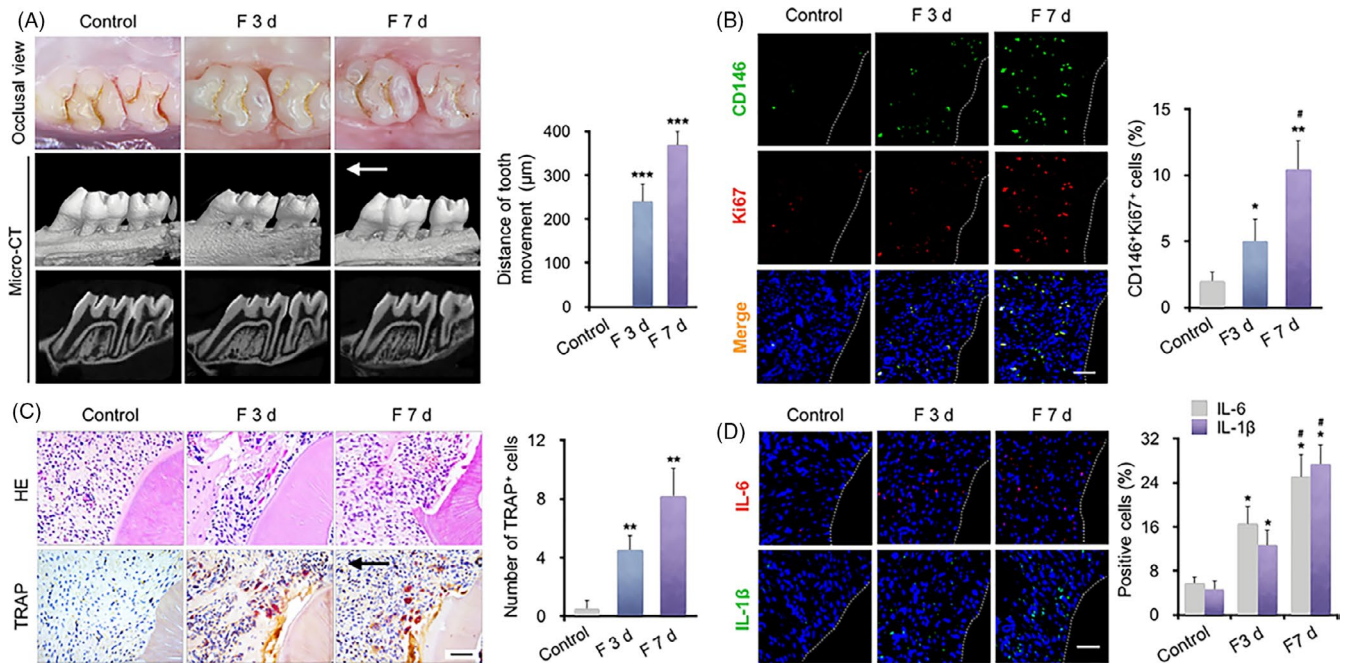 (A)
Control
F 3 d
F 7 d
Occlusal view
Micro-CT
Distance of tooth
movement (µm)
400
300
200
100
0
***
***
Control
F 3 d
F 7 d
(B)
Control
F 3 d
F 7 d
CD146
Ki67
Merge
CD146+Ki67+ cells (%)
15
10
5
0
*
#
**
Control
F3 d
F 7 d
(C)
Control
F 3 d
F 7 d
HE
TRAP
Number of TRAP+ cells
12
8
4
0
**
**
Control
F 3 d
F 7 d
(D)
Control
F 3 d
F 7 d
IL-6
IL-1ß
IL-6
IL-1ß
Positive cells (%)
32
24
16
8
0
*
*
#
*
#
*
Control
F3 d
F7 d